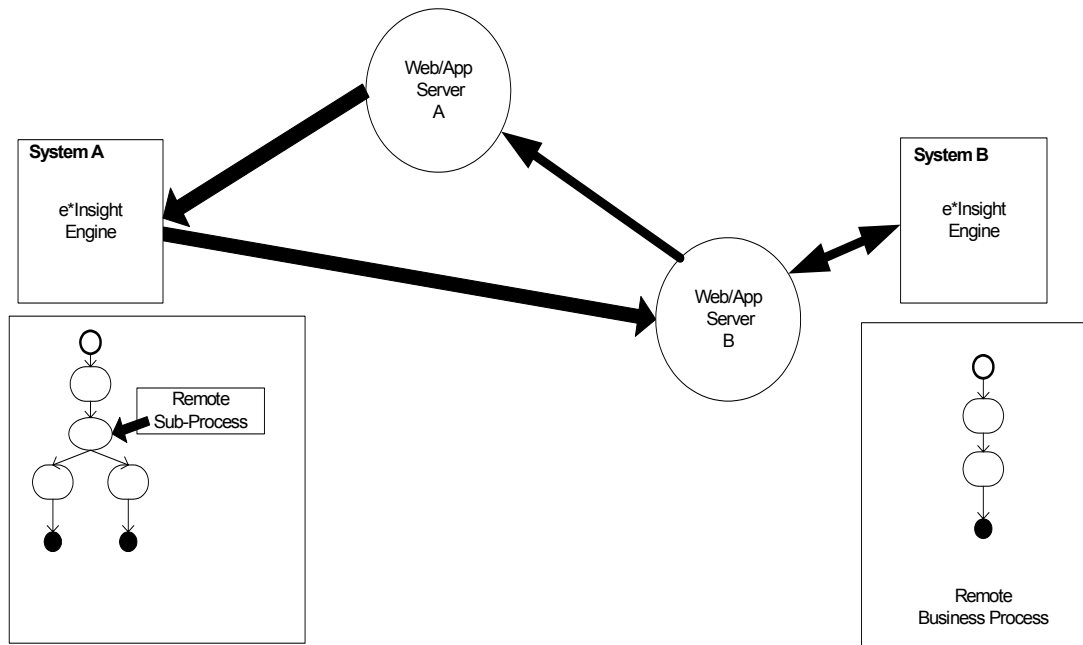 Web/App
Server
A
System A
e*Insight
Engine
System B
e*Insight
Engine
Web/App
Server
B
Remote
Sub-Process
Remote
Business Process